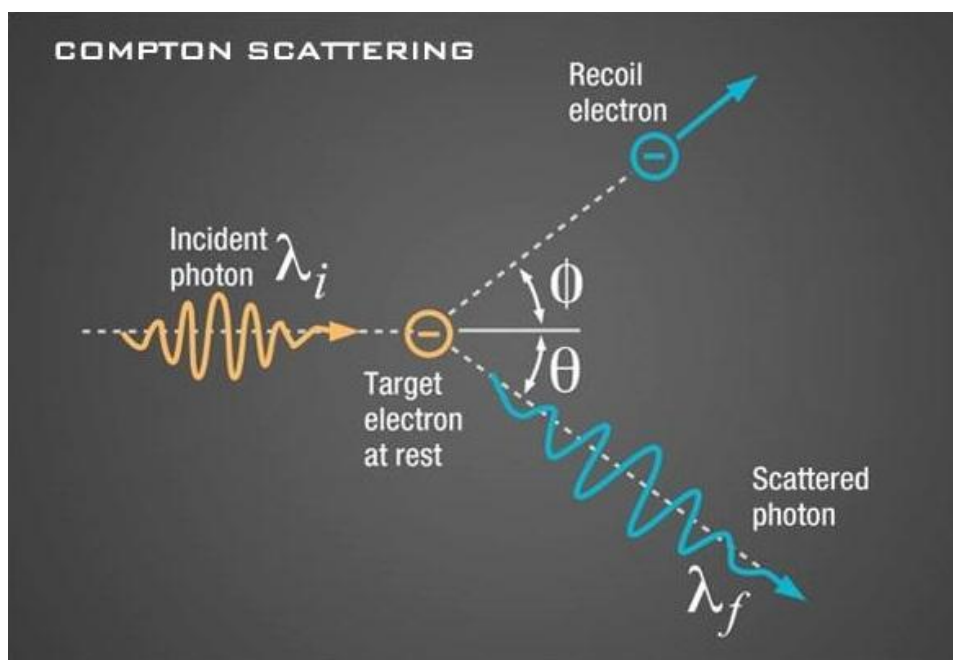 COMPTON SCATTERING
Recoil
electron
Incident
photon λi
ϕ
θ
Target
electron
at rest
Scattered
photon
λf